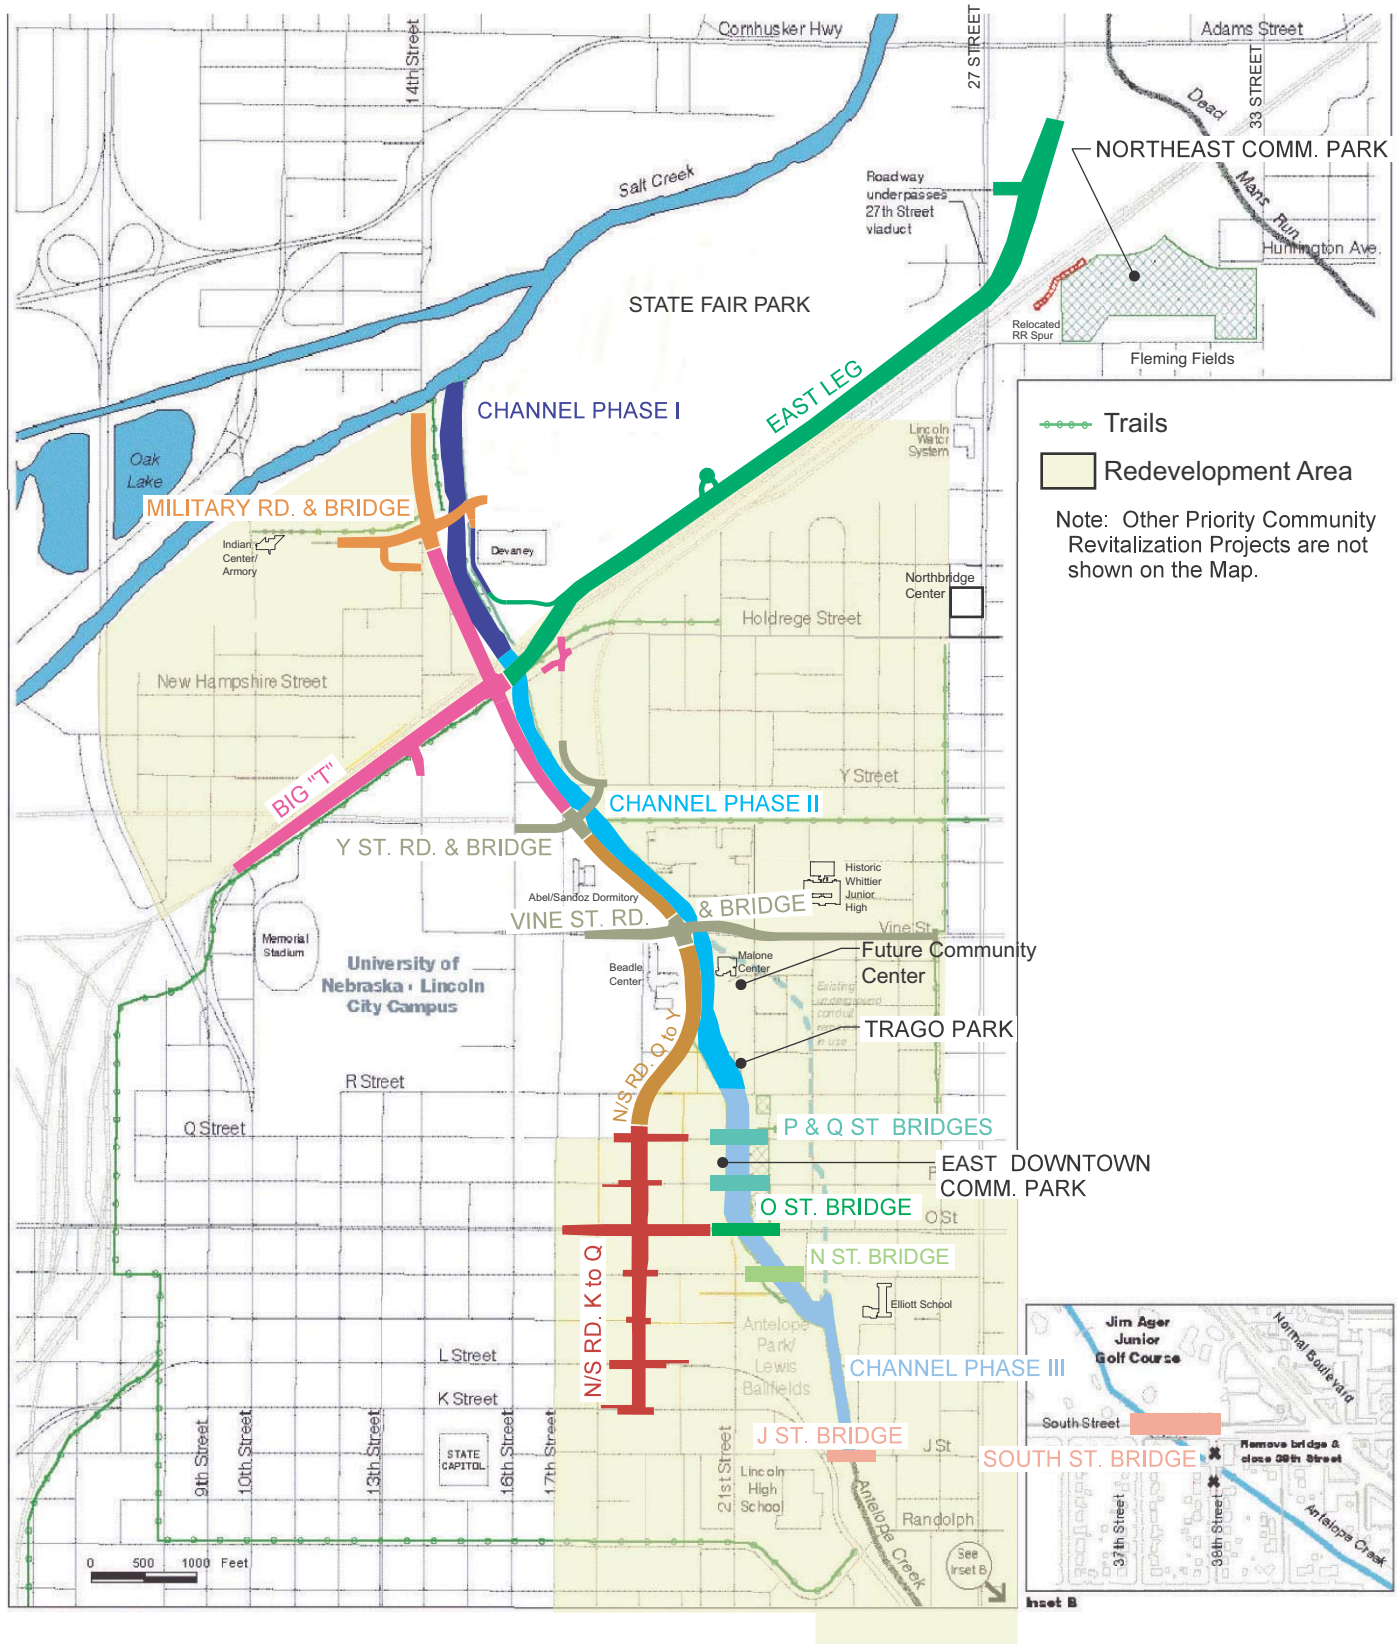 Cornhusker Hwy
Adams Street
14th Street
27 STREET
33 STREET
Dead
Mans Run
NORTHEAST COMM. PARK
Salt Creek
Roadway
underpasses
27th Street
viaduct
Huntington Ave.
STATE FAIR PARK
Relocated
RR Spur
Fleming Fields
EAST LEG
CHANNEL PHASE I
Trails
Redevelopment Area
Note: Other Priority Community
Revitalization Projects are not
shown on the Map.
Lincoln
Water
System
Oak
Lake
MILITARY RD. & BRIDGE
Indian
Center/
Armory
Devaney
Northbridge
Center
Holdrege Street
New Hampshire Street
BIG "T"
Y Street
CHANNEL PHASE II
Y ST. RD. & BRIDGE
Historic
Whittier
Junior
High
Abel/Sandoz Dormitory
VINE ST. RD.
& BRIDGE
Vine St.
Memorial
Stadium
University of
Nebraska - Lincoln
City Campus
Beadle
Center
Malone
Center
Future Community
Center
Existing
underground
conduit
remains
in use
TRAGO PARK
N/S RD. Q to Y
R Street
Q Street
P & Q ST BRIDGES
P
EAST DOWNTOWN
COMM. PARK
O ST. BRIDGE
O St
N ST. BRIDGE
N/S RD. K to Q
Elliott School
Antelope
Park/
Lewis
Ballfields
L Street
K Street
CHANNEL PHASE III
9th Street
10th Street
13th Street
16th Street
17th Street
21st Street
STATE
CAPITOL
J ST. BRIDGE
J St
Lincoln
High
School
Randolph
Antelope Creek
See
Inset B
0 500 1000 Feet
Jim Ager
Junior
Golf Course
Normal Boulevard
South Street
SOUTH ST. BRIDGE
Remove bridge &
close 38th Street
37th Street
38th Street
Antelope Creek
Inset B